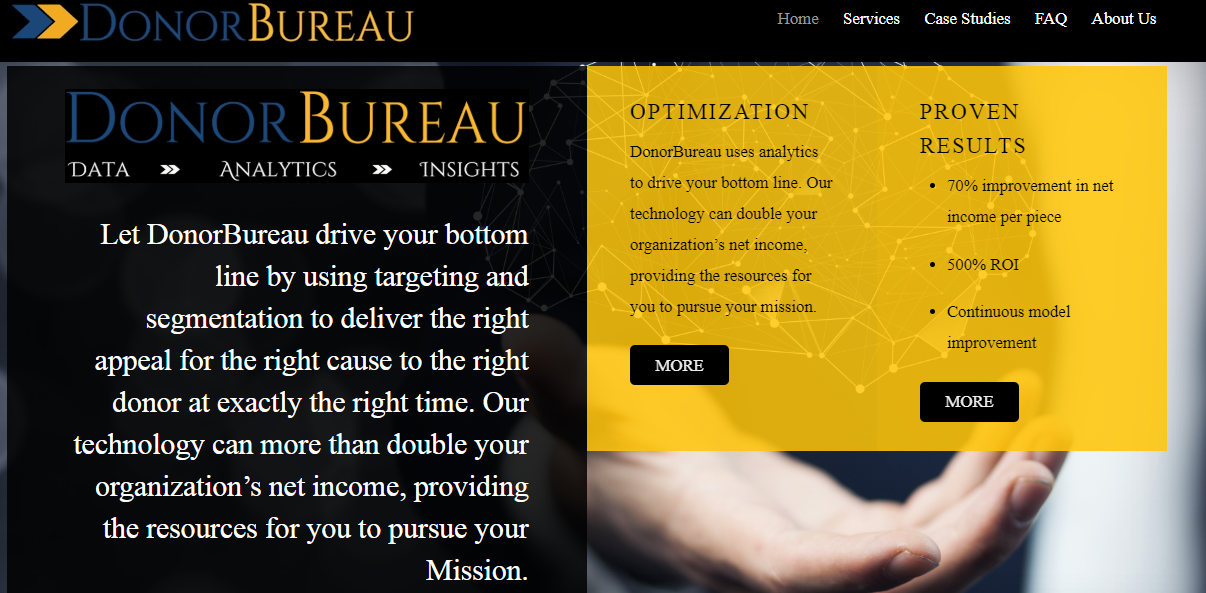 DONORBUREAU
Home Services Case Studies FAQ About Us
DONORBUREAU
DATA ANALYTICS INSIGHTS
Let DonorBureau drive your bottom
line by using targeting and
segmentation to deliver the right
appeal for the right cause to the right
donor at exactly the right time. Our
technology can more than double your
organization’s net income, providing
the resources for you to pursue your
Mission.
OPTIMIZATION
DonorBureau uses analytics
to drive your bottom line. Our
technology can double your
organization’s net income,
providing the resources for
you to pursue your mission.
MORE
PROVEN
RESULTS
• 70% improvement in net
income per piece
• 500% ROI
• Continuous model
improvement
MORE